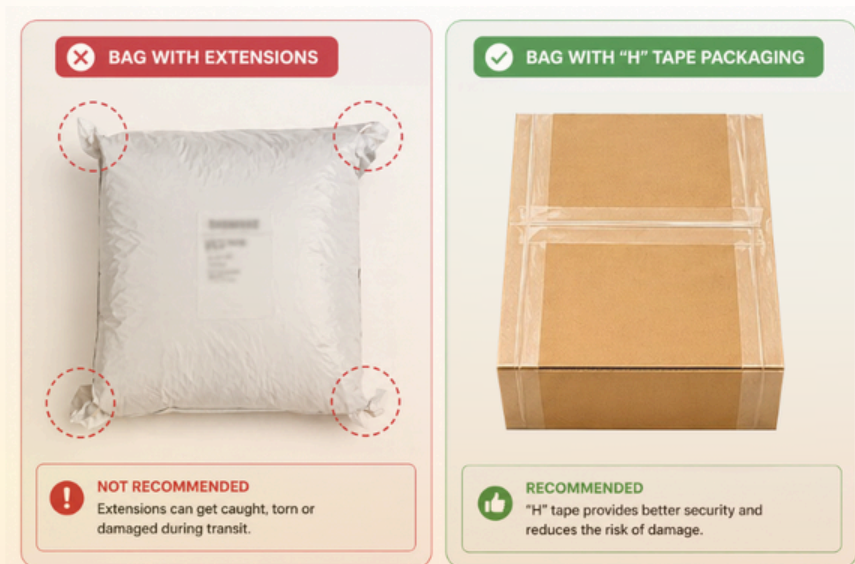 BAG WITH EXTENSIONS
NOT RECOMMENDED
Extensions can get caught, torn or
damaged during transit.
BAG WITH “H” TAPE PACKAGING
RECOMMENDED
“H” tape provides better security and
reduces the risk of damage.